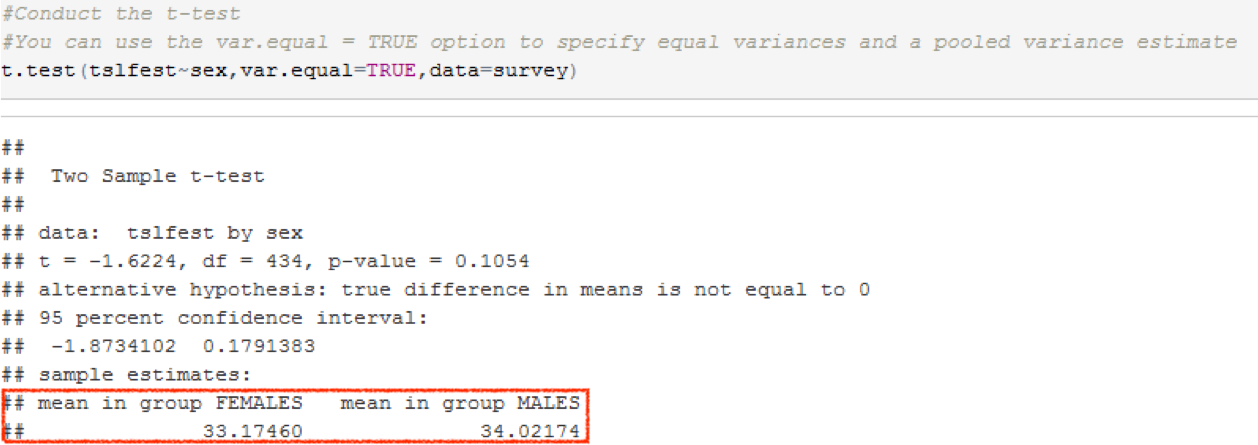 #Conduct the t-test
#You can use the var.equal = TRUE option to specify equal variances and a pooled variance estimate
t.test(tslfest~sex,var.equal=TRUE,data=survey)
##
##  Two Sample t-test
##
## data:  tslfest by sex
## t = -1.6224, df = 434, p-value = 0.1054
## alternative hypothesis: true difference in means is not equal to 0
## 95 percent confidence interval:
##  -1.8734102  0.1791383
## sample estimates:
## mean in group FEMALES   mean in group MALES
##              33.17460              34.02174